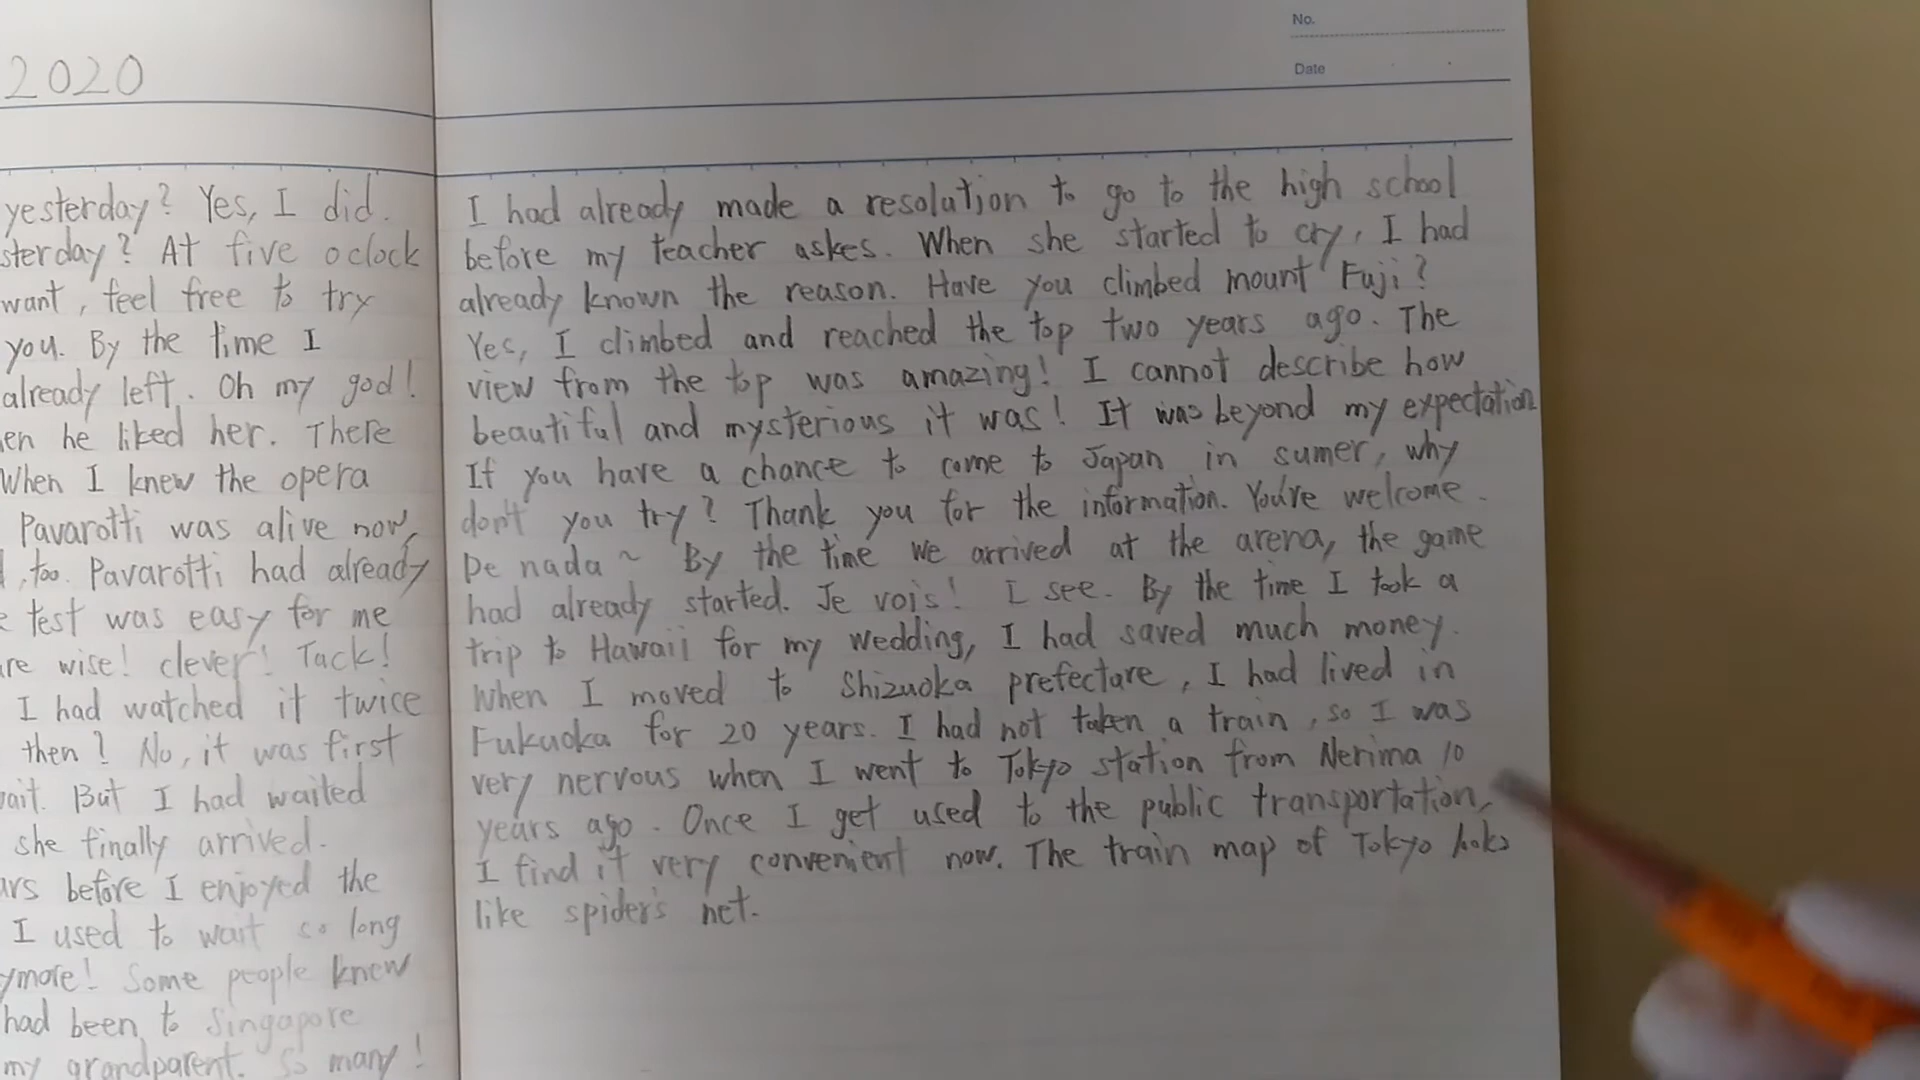 2020
yesterday? Yes, I did.
sterday? At five oclock
want, feel free to try
you. By the time I
already left. Oh my god!
en he liked her. There
When I knew the opera
Pavarotti was alive now,
, too. Pavarotti had already
test was easy for me
re wise! clever! Tack!
I had watched it twice
then? No, it was first
ait. But I had waited
she finally arrived.
ars before I enjoyed the
I used to wait so long
ymore! Some people knew
had been to Singapore
my grandparent. So many!
No.
Date
I had already made a resolution to go to the high school
before my teacher askes. When she started to cry, I had
already known the reason. Have you climbed mount Fuji?
Yes, I climbed and reached the top two years ago. The
view from the top was amazing! I cannot describe how
beautiful and mysterious it was! It was beyond my expectation
If you have a chance to come to Japan in sumer, why
don't you try? Thank you for the information. You're welcome.
De nada ~ By the time we arrived at the arena, the game
had already started. Je vois! I see. By the time I took a
trip to Hawaii for my wedding, I had saved much money.
When I moved to Shizuoka prefecture, I had lived in
Fukuoka for 20 years. I had not taken a train, so I was
very nervous when I went to Tokyo station from Nerima 10
years ago. Once I get used to the public transportation,
I find it very convenient now. The train map of Tokyo looks
like spider's net.